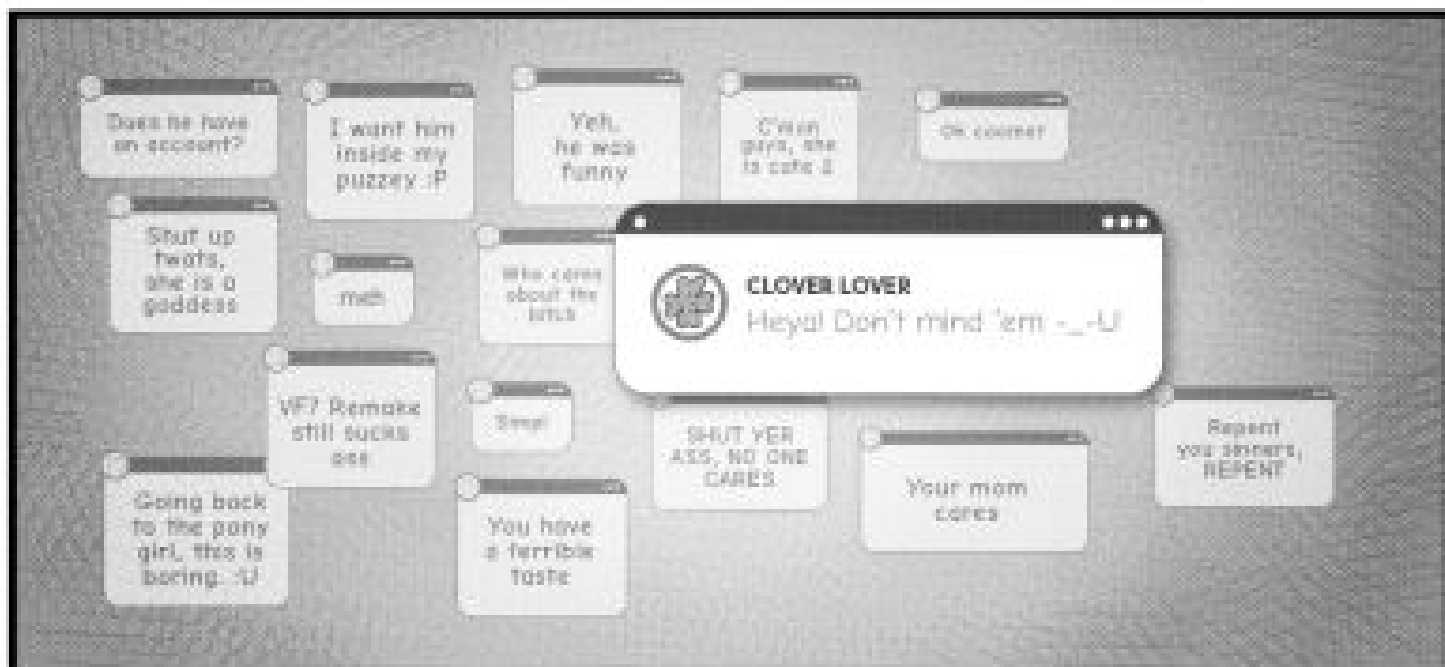 Does he have
an account?
I want him
inside my
puzzey :P
Yeh,
he was
funny
C'mon
guys, she
is cute
Shut up
twats,
she is a
goddess
meh
Who cares
about the
bitch
CLOVER LOVER
Heya! Don't mind 'em -_-U
VF7 Remake
still sucks
ass
Simp!
SHUT YER
ASS, NO ONE
CARES
Your mom
cares
Repent
you sinners,
REPENT
Going back
to the pony
girl, this is
boring. :U
You have
a terrible
taste